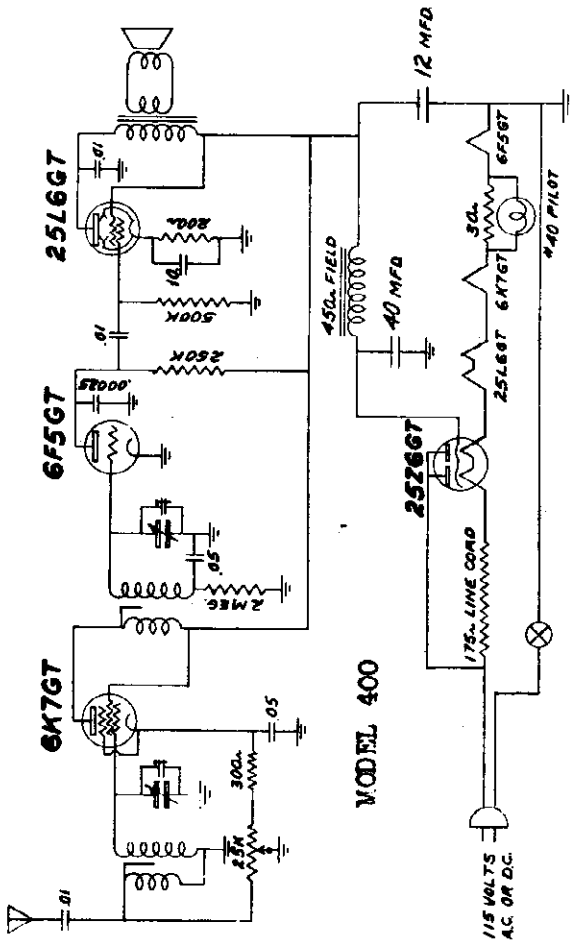 6K7GT
6F5GT
25L6GT
.01
.00025
.01
.01
250K
500K
10
200Ω
.05
2 MEG
300Ω
.05
25K
MODEL 400
450Ω FIELD
40 MFD
12 MFD
25Z6GT
175Ω LINE CORD
25L6GT
6K7GT
30Ω
6F5GT
#40 PILOT
115 VOLTS
A.C. OR D.C.